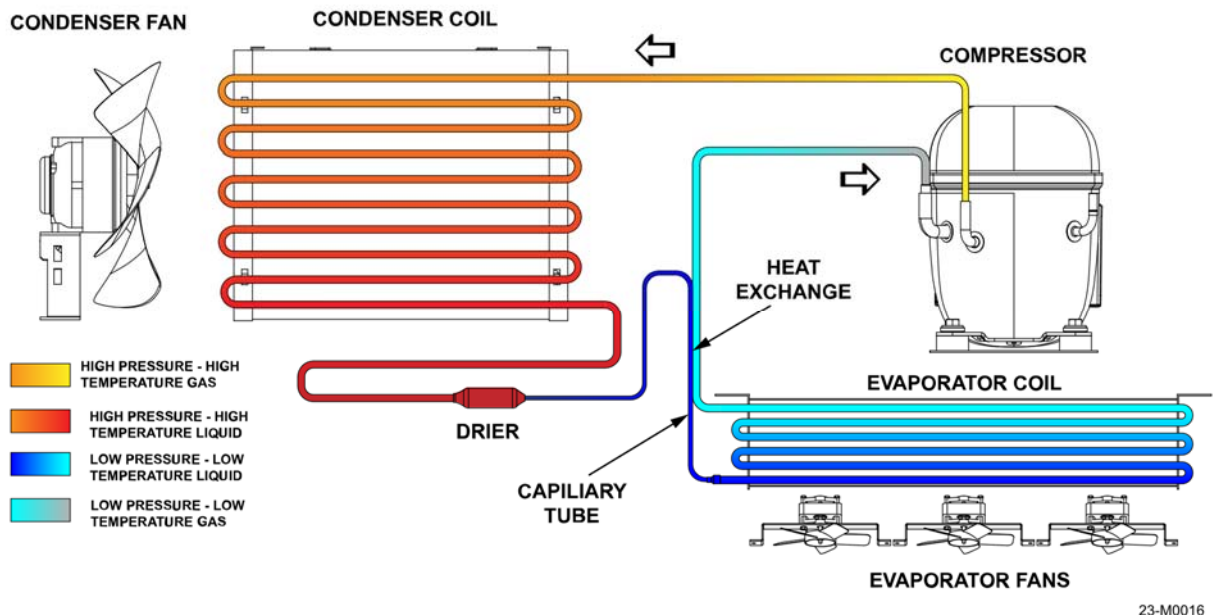 CONDENSER FAN
CONDENSER COIL
COMPRESSOR
HEAT
EXCHANGE
HIGH PRESSURE - HIGH
TEMPERATURE GAS
HIGH PRESSURE - HIGH
TEMPERATURE LIQUID
LOW PRESSURE - LOW
TEMPERATURE LIQUID
LOW PRESSURE - LOW
TEMPERATURE GAS
DRIER
CAPILIARY
TUBE
EVAPORATOR COIL
EVAPORATOR FANS
23-M0016